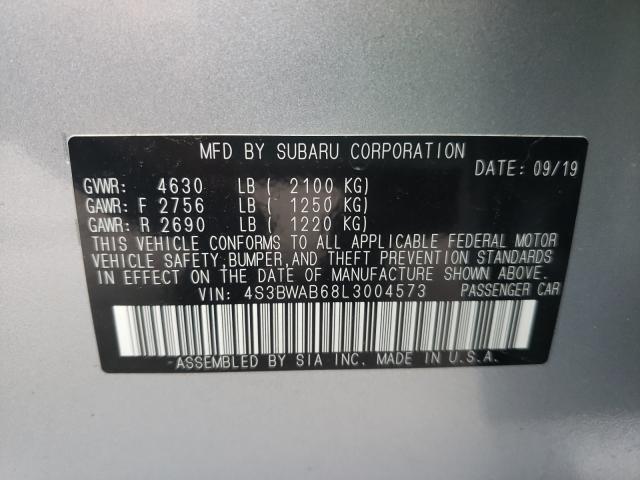 MFD BY SUBARU CORPORATION
DATE: 09/19
GVWR: 4630 LB ( 2100 KG)
GAWR: F 2756 LB ( 1250 KG)
GAWR: R 2690 LB ( 1220 KG)
THIS VEHICLE CONFORMS TO ALL APPLICABLE FEDERAL MOTOR
VEHICLE SAFETY,BUMPER,AND THEFT PREVENTION STANDARDS
IN EFFECT ON THE DATE OF MANUFACTURE SHOWN ABOVE.
VIN: 4S3BWAB68L3004573 PASSENGER CAR
ASSEMBLED BY SIA INC. MADE IN U.S.A.